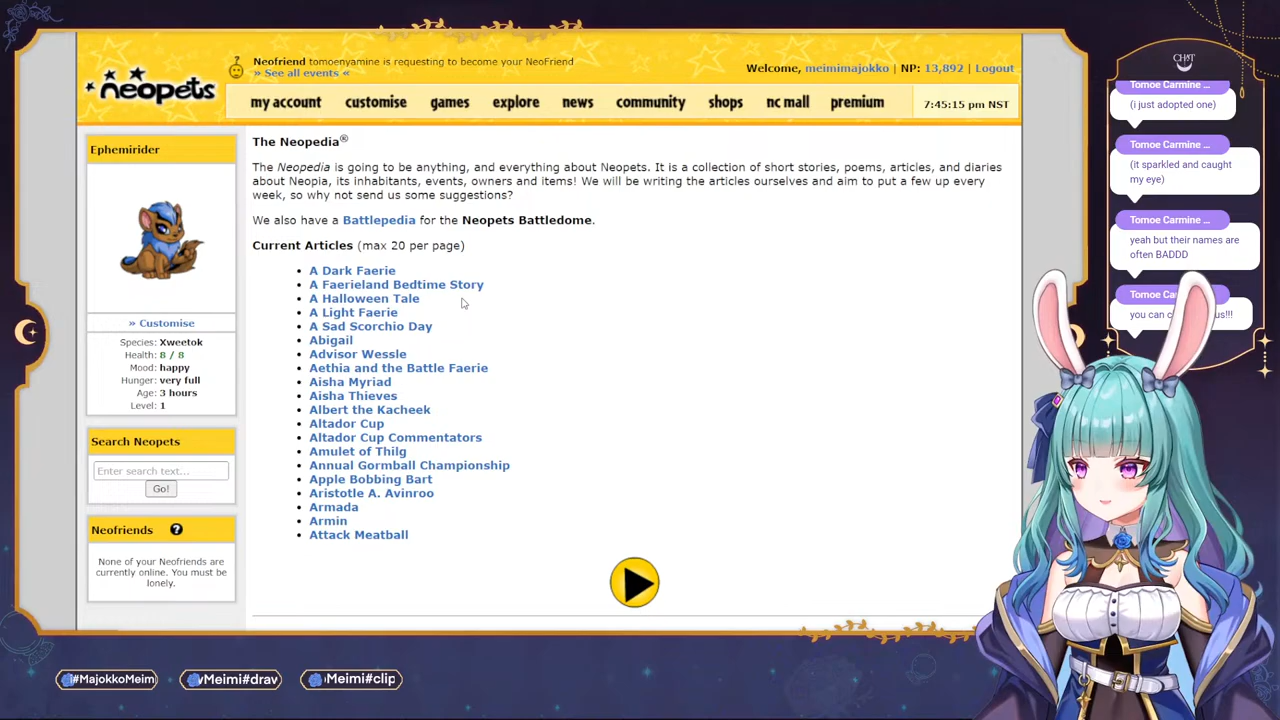 neopets
Neofriend tomoenyamine is requesting to become your NeoFriend
» See all events «
Welcome, meimimajokko | NP: 13,892 | Logout
my account
customise
games
explore
news
community
shops
nc mall
premium
7:45:15 pm NST
Ephemirider
» Customise
Species: Xweetok
Health: 8 / 8
Mood: happy
Hunger: very full
Age: 3 hours
Level: 1
Search Neopets
Enter search text...
Go!
Neofriends ?
None of your Neofriends are
currently online. You must be
lonely.
The Neopedia®
The Neopedia is going to be anything, and everything about Neopets. It is a collection of short stories, poems, articles, and diaries
about Neopia, its inhabitants, events, owners and items! We will be writing the articles ourselves and aim to put a few up every
week, so why not send us some suggestions?
We also have a Battlepedia for the Neopets Battledome.
Current Articles (max 20 per page)
A Dark Faerie
A Faerieland Bedtime Story
A Halloween Tale
A Light Faerie
A Sad Scorchio Day
Abigail
Advisor Wessle
Aethia and the Battle Faerie
Aisha Myriad
Aisha Thieves
Albert the Kacheek
Altador Cup
Altador Cup Commentators
Amulet of Thilg
Annual Gormball Championship
Apple Bobbing Bart
Aristotle A. Avinroo
Armada
Armin
Attack Meatball
CHAT
Tomoe Carmine ...
(i just adopted one)
Tomoe Carmine ...
(it sparkled and caught
my eye)
Tomoe Carmine ...
yeah but their names are
often BADDD
you can
#MajokkoMeim
Meimi#drav
Meimi#clip